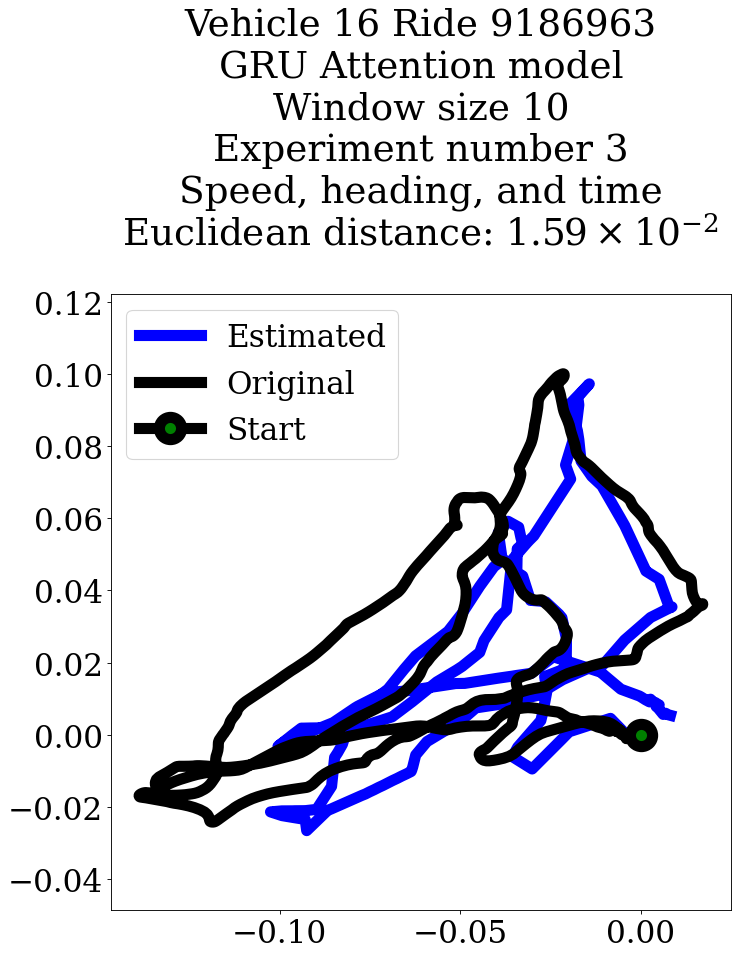 Vehicle 16 Ride 9186963
GRU Attention model
Window size 10
Experiment number 3
Speed, heading, and time
Euclidean distance: 1.59 × 10⁻²
0.12
0.10
0.08
0.06
0.04
0.02
0.00
−0.02
−0.04
Estimated
Original
Start
−0.10
−0.05
0.00